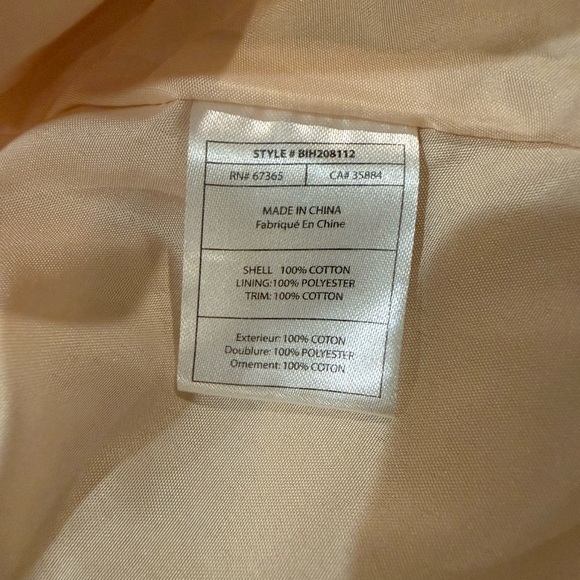 STYLE # BIH208112
RN# 67365 CA# 35884
MADE IN CHINA
Fabriqué En Chine
SHELL 100% COTTON
LINING:100% POLYESTER
TRIM: 100% COTTON
Exterieur: 100% COTON
Doublure: 100% POLYESTER
Ornement: 100% COTON